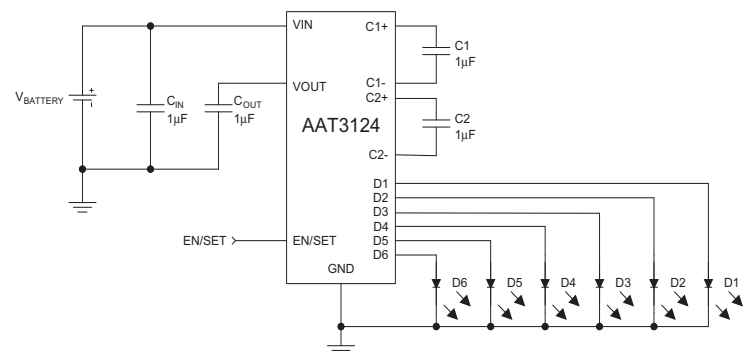 VIN
C1+
C1
1μF
VBATTERY
+
-
CIN
1μF
COUT
1μF
VOUT
C1-
C2+
AAT3124
C2
1μF
C2-
D1
D2
D3
D4
D5
D6
EN/SET
EN/SET
GND
D6
D5
D4
D3
D2
D1